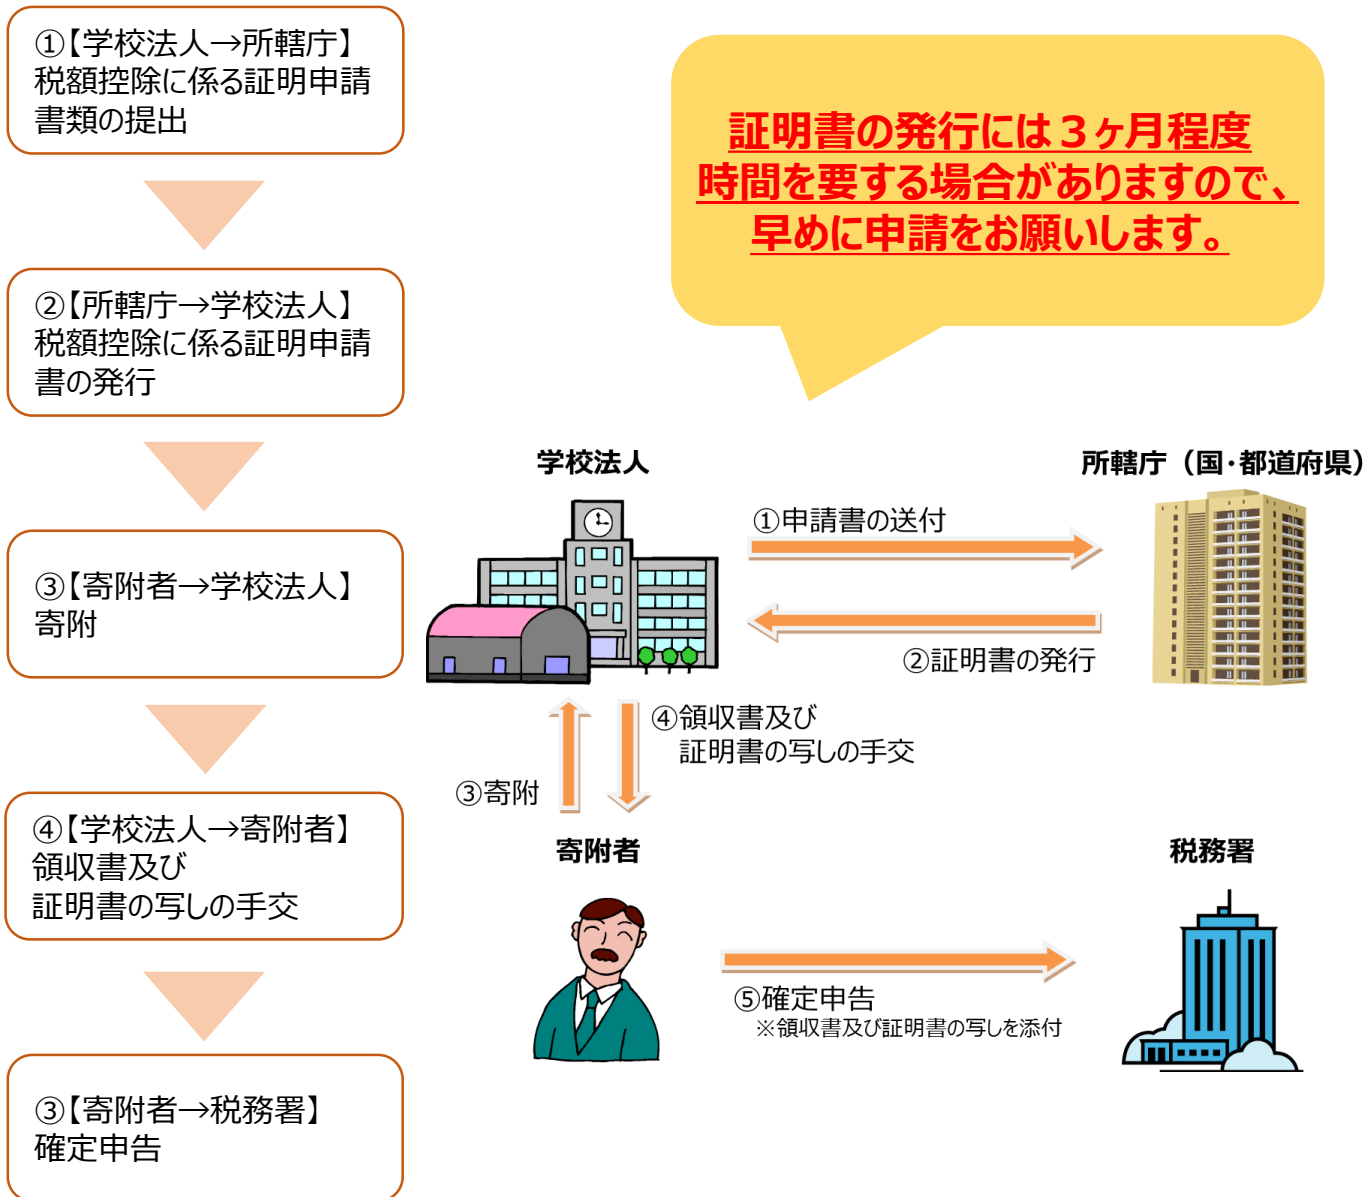 ①【学校法人→所轄庁】
税額控除に係る証明申請
書類の提出
②【所轄庁→学校法人】
税額控除に係る証明申請
書の発行
③【寄附者→学校法人】
寄附
④【学校法人→寄附者】
領収書及び
証明書の写しの手交
③【寄附者→税務署】
確定申告
証明書の発行には３ヶ月程度
時間を要する場合がありますので、
早めに申請をお願いします。
学校法人
所轄庁（国・都道府県）
①申請書の送付
②証明書の発行
④領収書及び
証明書の写しの手交
③寄附
寄附者
税務署
⑤確定申告
※領収書及び証明書の写しを添付